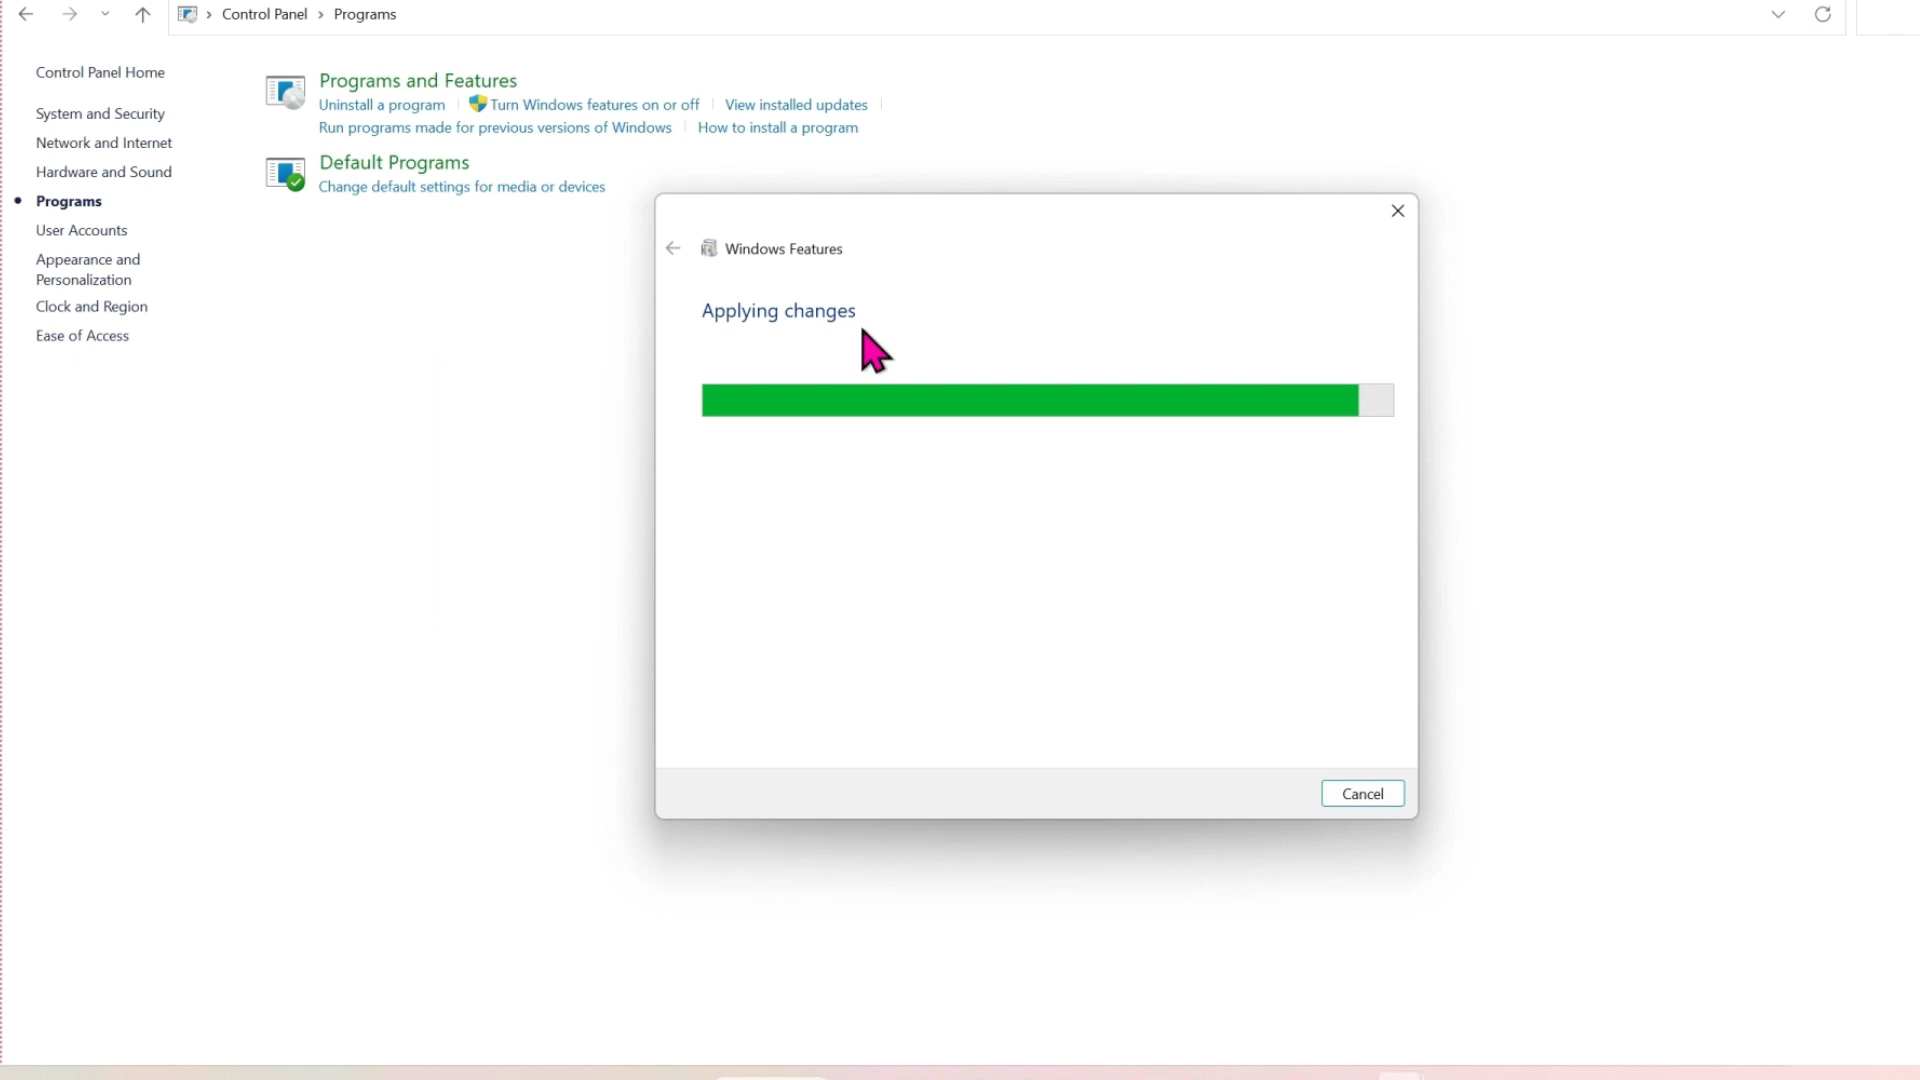 Control Panel > Programs
Control Panel Home
System and Security
Network and Internet
Hardware and Sound
Programs
User Accounts
Appearance and
Personalization
Clock and Region
Ease of Access
Programs and Features
Uninstall a program
Turn Windows features on or off
View installed updates
Run programs made for previous versions of Windows
How to install a program
Default Programs
Change default settings for media or devices
Windows Features
Applying changes
Cancel